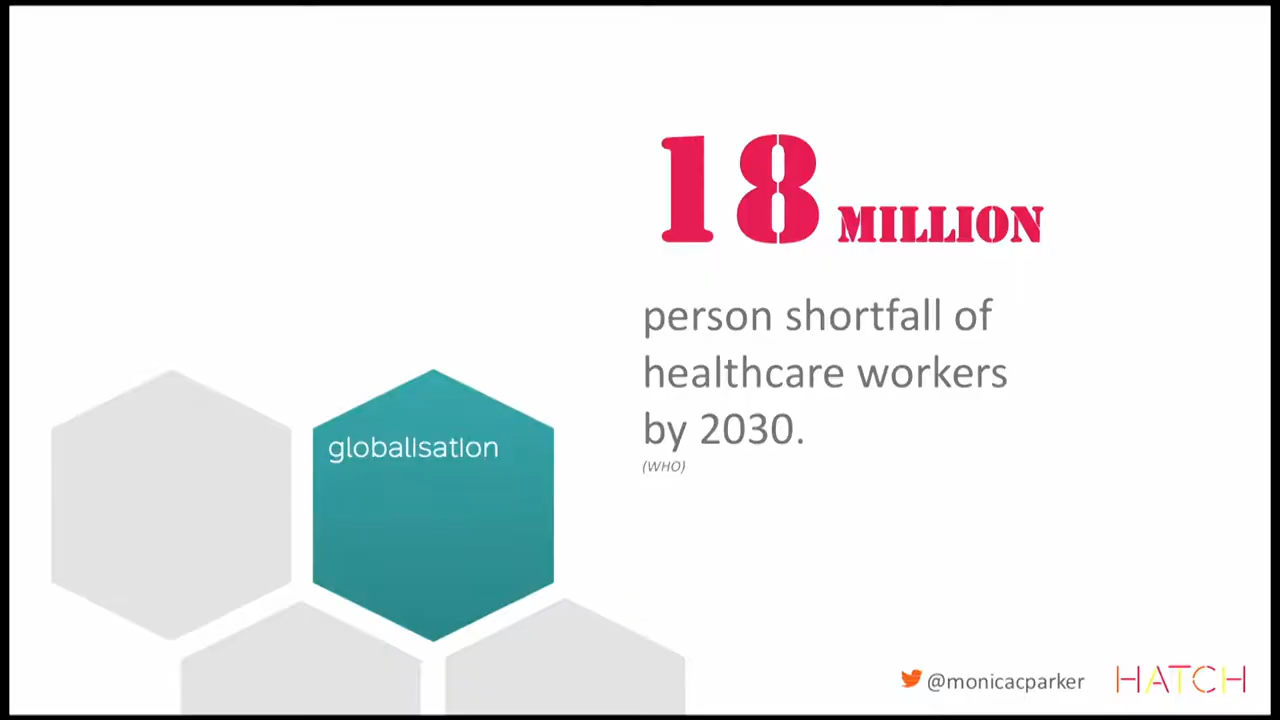 18 MILLION
person shortfall of
healthcare workers
by 2030.
(WHO)
globalisation
@monicacparker
HATCH